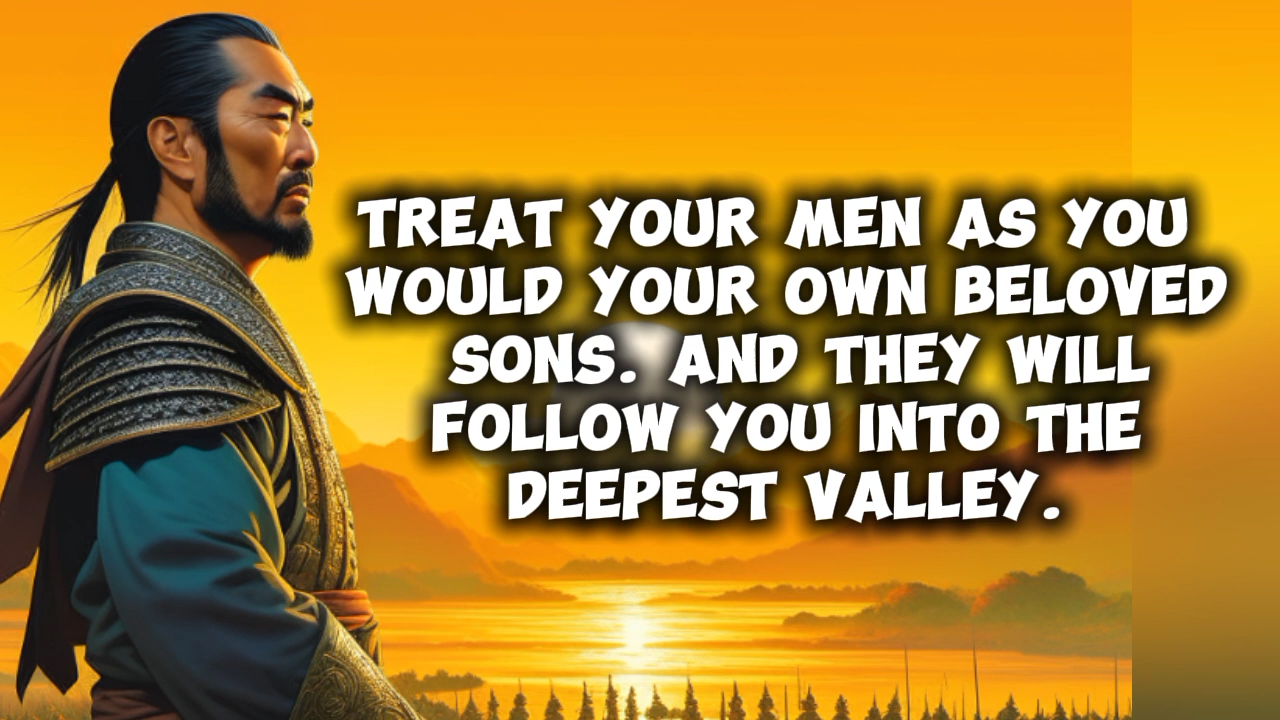 TREAT YOUR MEN AS YOU
WOULD YOUR OWN BELOVED
SONS. AND THEY WILL
FOLLOW YOU INTO THE
DEEPEST VALLEY.